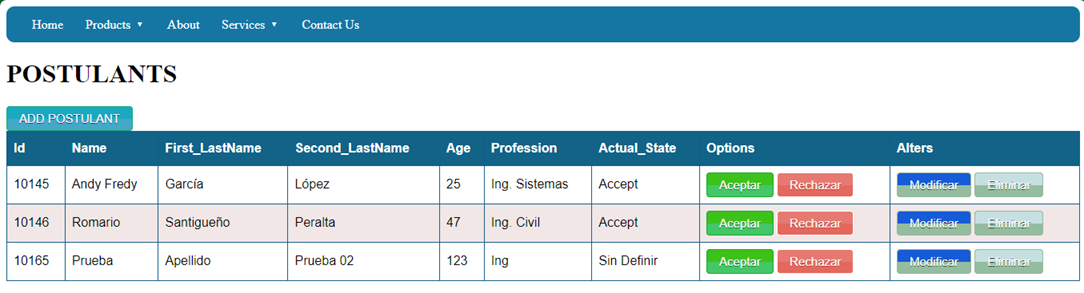 Home Products ▼ About Services ▼ Contact Us
POSTULANTS
ADD POSTULANT
Id Name First_LastName Second_LastName Age Profession Actual_State Options Alters
10145 Andy Fredy García López 25 Ing. Sistemas Accept Aceptar Rechazar Modificar Eliminar
10146 Romario Santigueño Peralta 47 Ing. Civil Accept Aceptar Rechazar Modificar Eliminar
10165 Prueba Apellido Prueba 02 123 Ing Sin Definir Aceptar Rechazar Modificar Eliminar